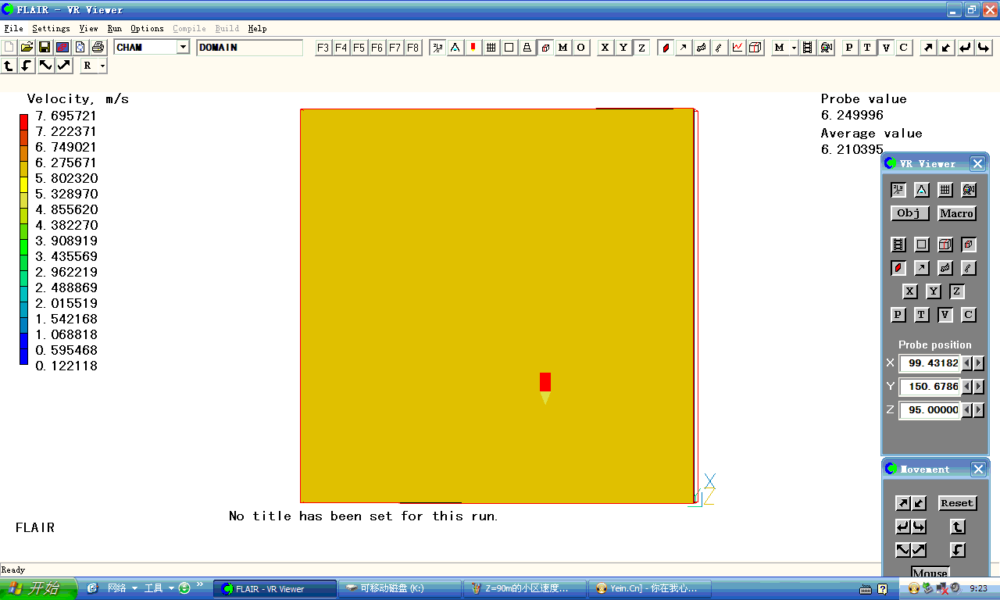 FLAIR - VR Viewer
File Settings View Run Options Compile Build Help
CHAM DOMAIN F3 F4 F5 F6 F7 F8 M O X Y Z M P T V C
R
Velocity, m/s
7.695721
7.222371
6.749021
6.275671
5.802320
5.328970
4.855620
4.382270
3.908919
3.435569
2.962219
2.488869
2.015519
1.542168
1.068818
0.595468
0.122118
Probe value
6.249996
Average value
6.210395
VR Viewer
Obj Macro
X Y Z
P T V C
Probe position
X 99.43182
Y 150.6786
Z 95.00000
X
Y Z
Movement
Reset
Mouse
No title has been set for this run.
FLAIR
Ready
开始 网络 工具 » FLAIR - VR Viewer 可移动磁盘 (K:) Z=90m的小区速度... Yein.Cn] - 你在我心... 9:23